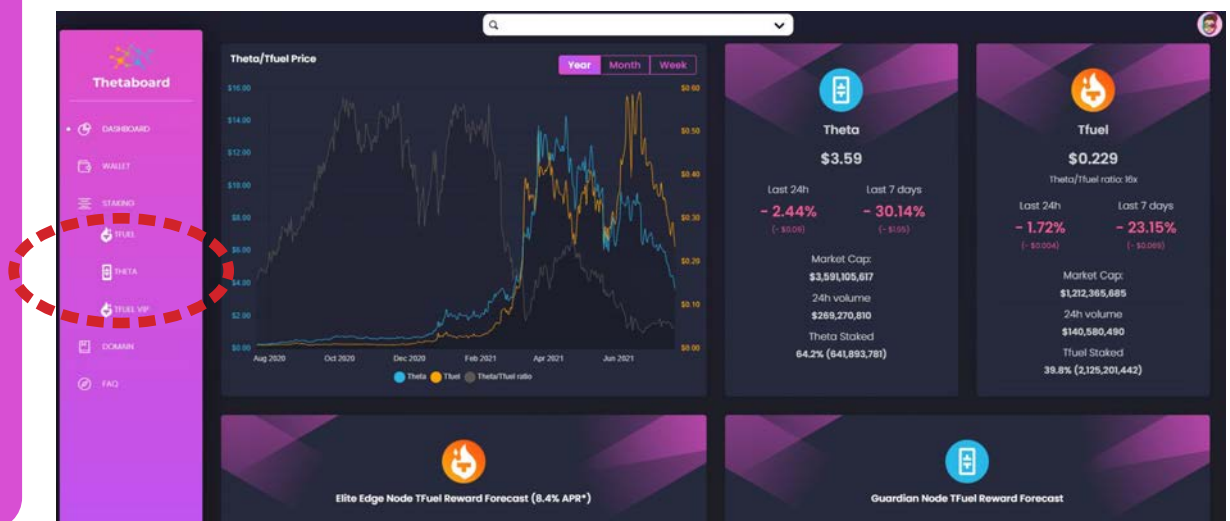 Thetaboard
DASHBOARD
WALLET
STAKING
TFUEL
THETA
TFUEL VIP
DOMAIN
FAQ
Theta/Tfuel Price
Year Month Week
$16.00 $0.60
$14.00
$0.50
$12.00
$0.40
$10.00
$8.00 $0.30
$6.00
$0.20
$4.00
$0.10
$2.00
$0.00 $0.00
Aug 2020 Oct 2020 Dec 2020 Feb 2021 Apr 2021 Jun 2021
Theta Tfuel Theta/Tfuel ratio
Theta
$3.59
Last 24h Last 7 days
- 2.44% - 30.14%
(- $0.09) (- $1.55)
Market Cap:
$3,591,105,617
24h volume
$269,270,810
Theta Staked
64.2% (641,893,781)
Tfuel
$0.229
Theta/Tfuel ratio: 16x
Last 24h Last 7 days
- 1.72% - 23.15%
(- $0.004) (- $0.069)
Market Cap:
$1,212,365,685
24h volume
$140,580,490
Tfuel Staked
39.8% (2,125,201,442)
Elite Edge Node TFuel Reward Forecast (8.4% APR*)
Guardian Node TFuel Reward Forecast